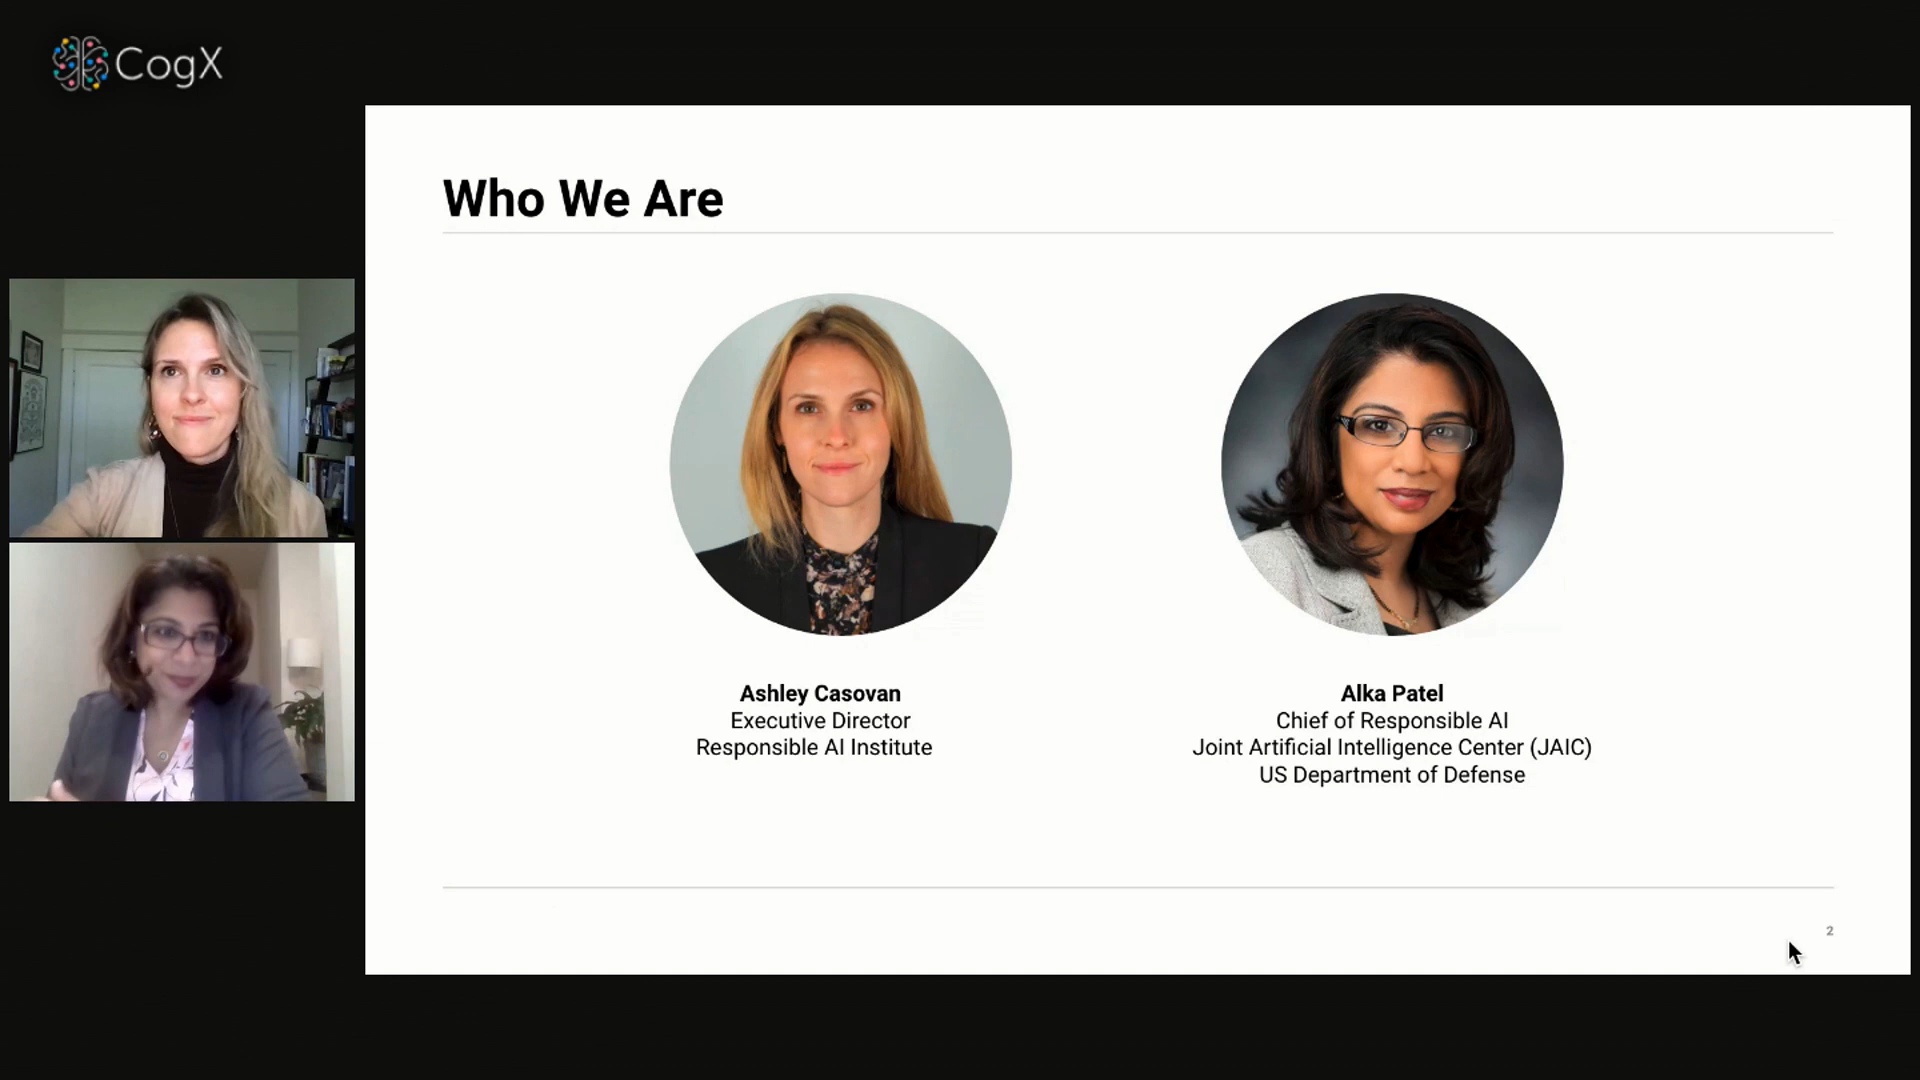 CogX
Who We Are
Ashley Casovan
Executive Director
Responsible AI Institute
Alka Patel
Chief of Responsible AI
Joint Artificial Intelligence Center (JAIC)
US Department of Defense
2